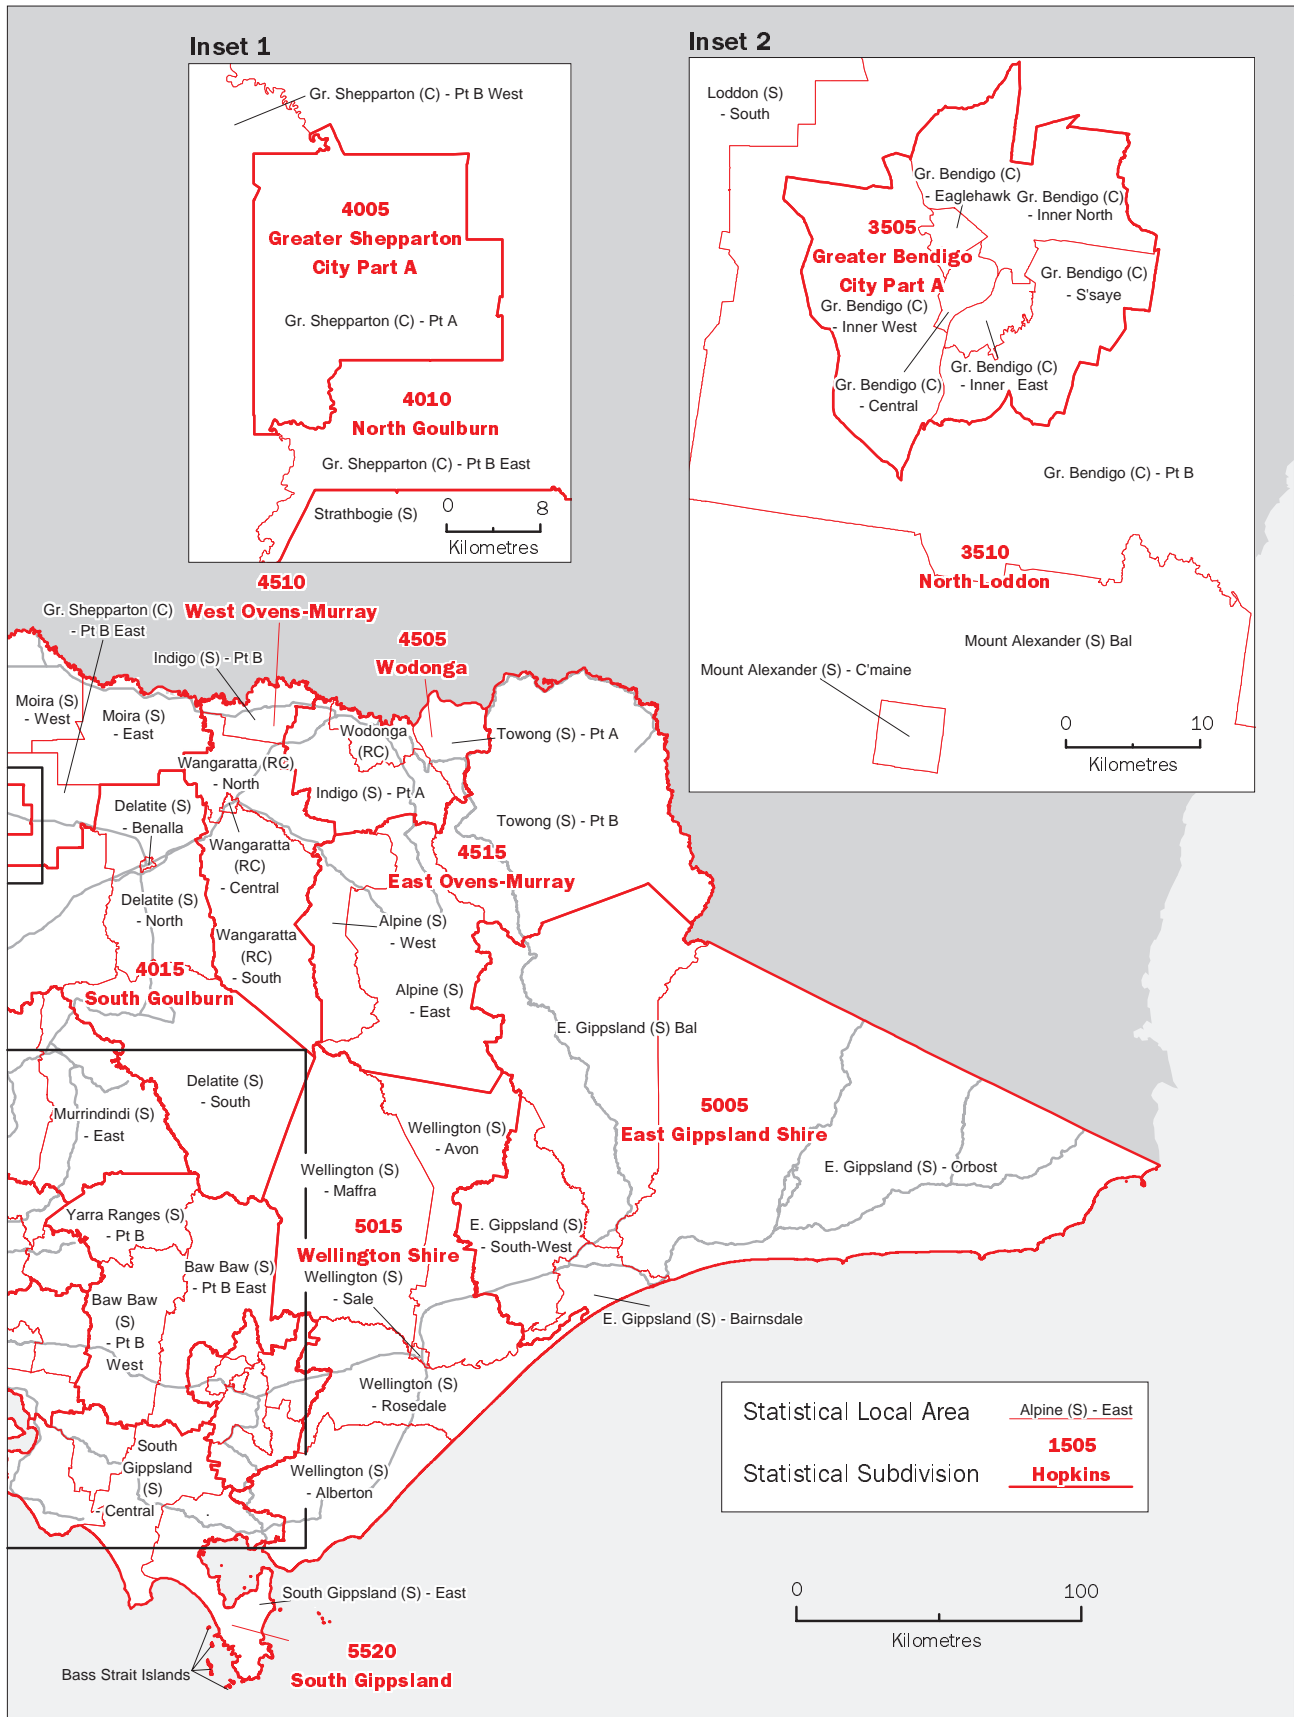 Inset 1
Gr. Shepparton (C) - Pt B West
4005
Greater Shepparton
City Part A
Gr. Shepparton (C) - Pt A
4010
North Goulburn
Gr. Shepparton (C) - Pt B East
Strathbogie (S)
0 8
Kilometres
Inset 2
Loddon (S)
- South
Gr. Bendigo (C)
- Eaglehawk
Gr. Bendigo (C)
- Inner North
3505
Greater Bendigo
City Part A
Gr. Bendigo (C)
- S'saye
Gr. Bendigo (C)
- Inner West
Gr. Bendigo (C)
- Inner East
Gr. Bendigo (C)
- Central
Gr. Bendigo (C) - Pt B
3510
North Loddon
Mount Alexander (S) Bal
Mount Alexander (S) - C'maine
0 10
Kilometres
4510
West Ovens-Murray
Gr. Shepparton (C)
- Pt B East
4505
Wodonga
Indigo (S) - Pt B
Moira (S)
- West
Moira (S)
- East
Wodonga
(RC)
Towong (S) - Pt A
Wangaratta (RC)
- North
Indigo (S) - Pt A
Delatite (S)
- Benalla
Towong (S) - Pt B
Wangaratta
(RC)
- Central
4515
East Ovens-Murray
Delatite (S)
- North
Alpine (S)
- West
Wangaratta
(RC)
- South
4015
South Goulburn
Alpine (S)
- East
E. Gippsland (S) Bal
Delatite (S)
- South
Murrindindi (S)
- East
5005
East Gippsland Shire
Wellington (S)
- Avon
Wellington (S)
- Maffra
E. Gippsland (S) - Orbost
Yarra Ranges (S)
- Pt B
5015
Wellington Shire
E. Gippsland (S)
- South-West
Baw Baw (S)
- Pt B East
Wellington (S)
- Sale
Baw Baw
(S)
- Pt B
West
E. Gippsland (S) - Bairnsdale
Wellington (S)
- Rosedale
South
Gippsland
(S)
- Central
Wellington (S)
- Alberton
Statistical Local Area
Alpine (S) - East
Statistical Subdivision
1505
Hopkins
South Gippsland (S) - East
0 100
Kilometres
5520
South Gippsland
Bass Strait Islands